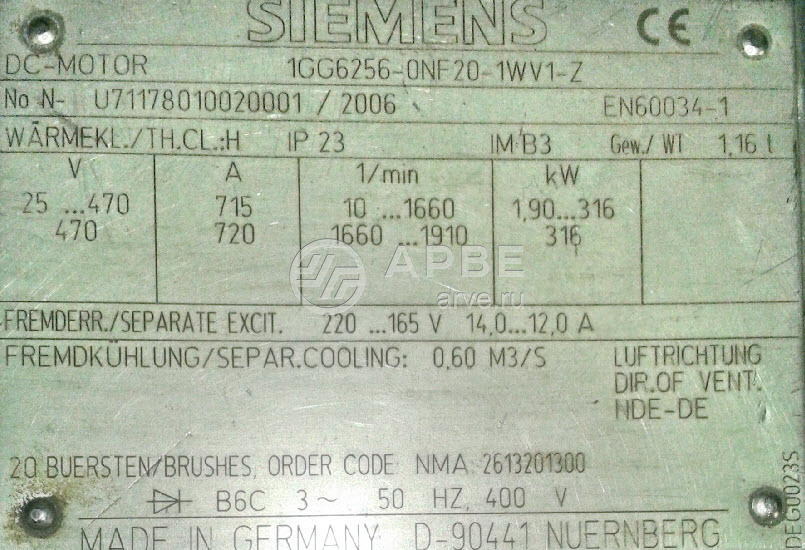 SIEMENS CE
DC-MOTOR 1GG6256-0NF20-1WV1-Z
No N- U71178010020001 / 2006 EN60034-1
WÄRMEKL./TH.CL.:H IP 23 IM B3 Gew./ WT 1,16 t
V A 1/min kW
25 ...470 715 10 ...1660 1,90...316
470 720 1660 ...1910 316
АРВЕ
arve.ru
FREMDERR./SEPARATE EXCIT. 220 ...165 V 14,0...12,0 A
FREMDKÜHLUNG/SEPAR.COOLING: 0,60 M3/S LUFTRICHTUNG
DIR.OF VENT.
NDE-DE
20 BUERSTEN/BRUSHES, ORDER CODE NMA 2613201300
B6C 3~ 50 HZ, 400 V
MADE IN GERMANY D-90441 NUERNBERG
DEG0023S